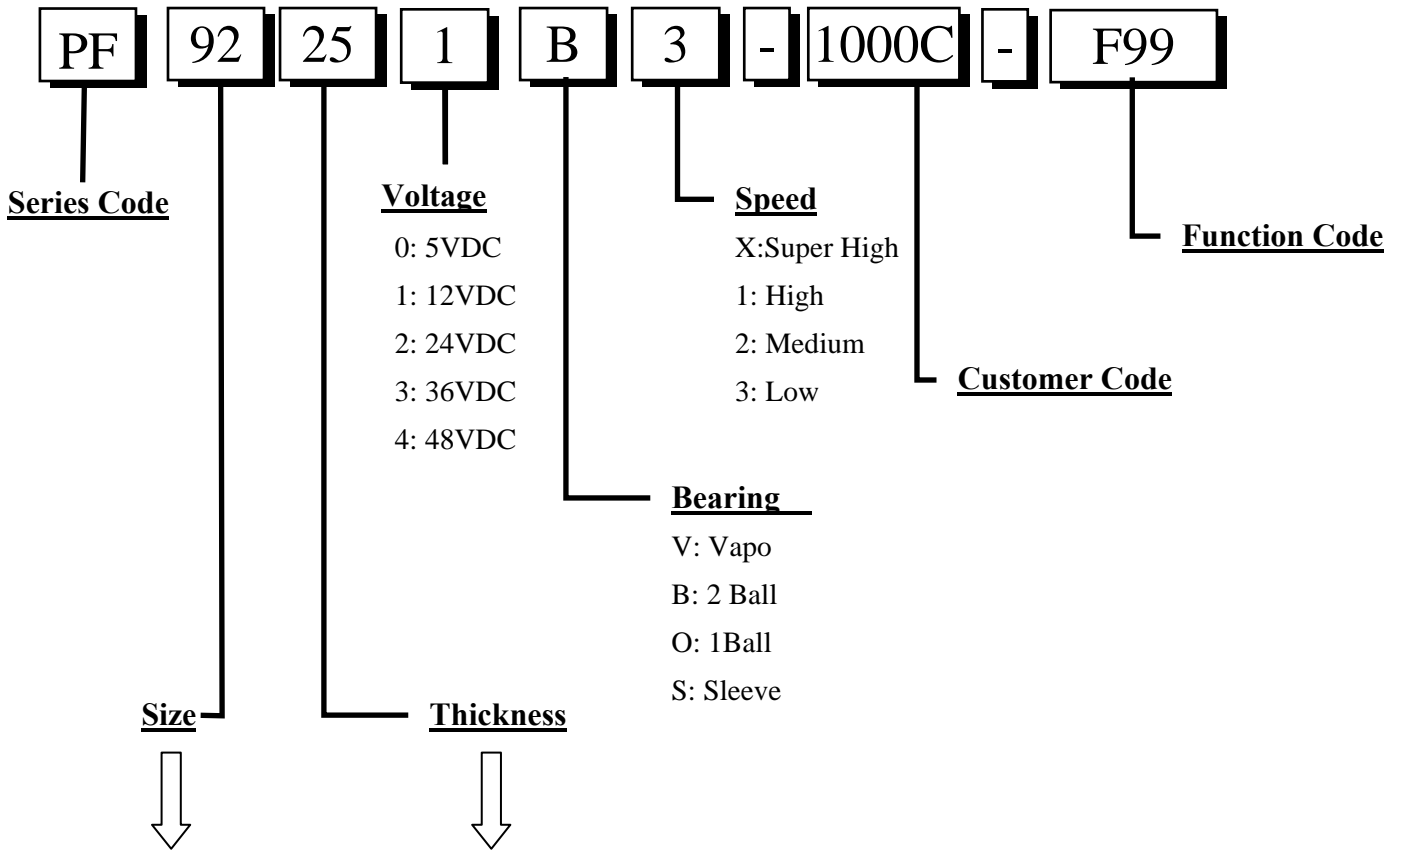 PF 92 25 1 B 3 - 1000C - F99
Series Code
Voltage
0: 5VDC
1: 12VDC
2: 24VDC
3: 36VDC
4: 48VDC
Speed
X:Super High
1: High
2: Medium
3: Low
Function Code
Customer Code
Bearing
V: Vapo
B: 2 Ball
O: 1Ball
S: Sleeve
Size
Thickness